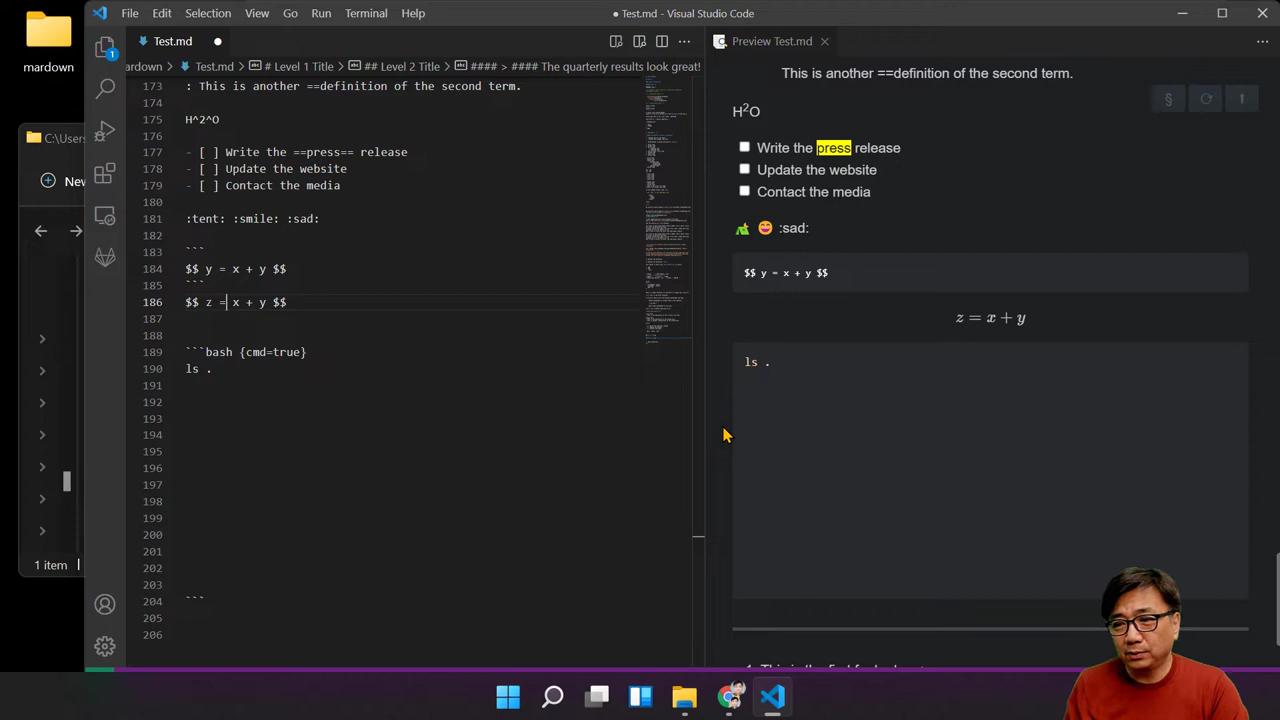 mardown
C:\Users
New
1 item
File Edit Selection View Go Run Terminal Help
● Test.md - Visual Studio Code
Test.md
ardown > Test.md > # Level 1 Title > ## Level 2 Title > #### > #### The quarterly results look great!
173 : This is another ==definition of the second term.
174
175 H^2^O
176
177 - [ ] Write the ==press== release
178 - [ ] Update the website
179 - [ ] Contact the media
180
181 :tent: :smile: :sad:
182
183 ```
184 $$ y = x + y $$
185 ```
186 $$ z = x + y $$
187
188
189 ```bash {cmd=true}
190 ls .
191
192
193
194
195
196
197
198
199
200
201
202
203
204 ```
205
206
Preview Test.md
This is another ==definition of the second term.
H2O
Write the press release
Update the website
Contact the media
:sad:
$$ y = x + y $$
z = x + y
ls .